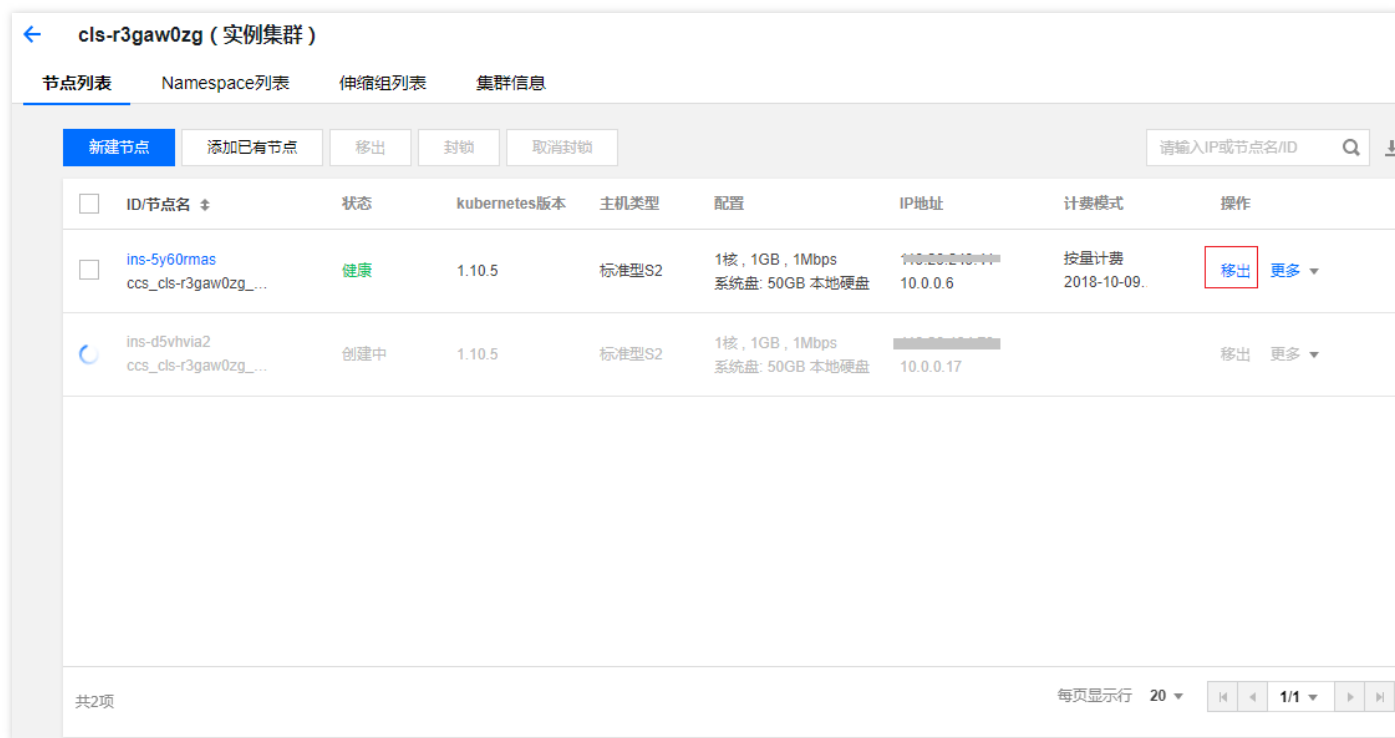 cls-r3gaw0zg ( 实例集群 )
节点列表 Namespace列表 伸缩组列表 集群信息
新建节点 添加已有节点 移出 封锁 取消封锁 请输入IP或节点名/ID
ID/节点名 状态 kubernetes版本 主机类型 配置 IP地址 计费模式 操作
ins-5y60rmas 1核 , 1GB , 1Mbps 按量计费
健康 1.10.5 标准型S2 移出 更多
ccs_cls-r3gaw0zg_... 系统盘: 50GB 本地硬盘 10.0.0.6 2018-10-09.
ins-d5vhvia2 1核 , 1GB , 1Mbps
创建中 1.10.5 标准型S2 移出 更多
ccs_cls-r3gaw0zg_... 系统盘: 50GB 本地硬盘 10.0.0.17
共2项 每页显示行 20 1/1